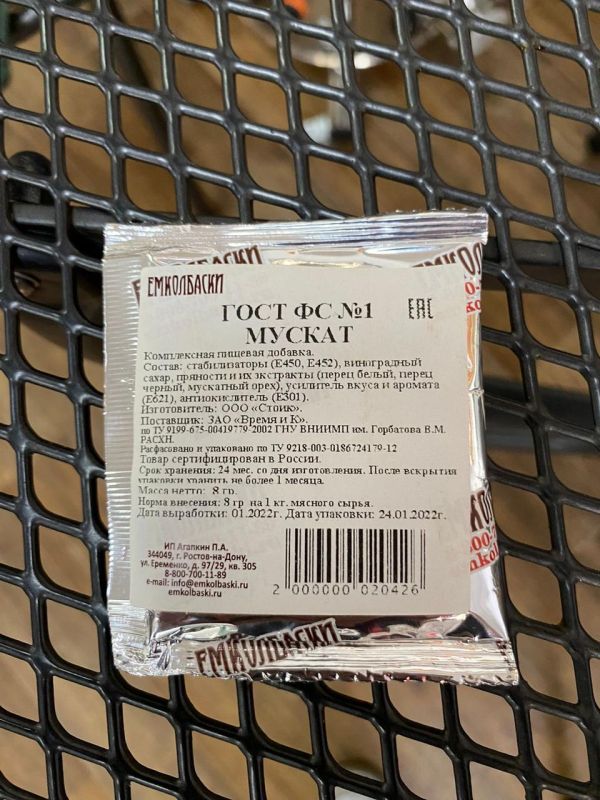 ЕМКОЛБАСКИ
ГОСТ ФС №1
МУСКАТ
EAC
Комплексная пищевая добавка.
Состав: стабилизаторы (Е450, Е452), виноградный
сахар, пряности и их экстракты (перец белый, перец
черный, мускатный орех), усилитель вкуса и аромата
(Е621), антиокислитель (Е301).
Изготовитель: ООО «Стоик».
Поставщик: ЗАО «Время и К».
по ТУ 9199-675-00419779-2002 ГНУ ВНИИМП им. Горбатова В.М.
РАСХН.
Расфасовано и упаковано по ТУ 9218-003-0186724179-12
Товар сертифицирован в России.
Срок хранения: 24 мес. со дня изготовления. После вскрытия
упаковки хранить не более 1 месяца.
Масса нетто: 8 гр.
Норма внесения: 8 гр на 1 кг. мясного сырья.
Дата выработки: 01.2022г. Дата упаковки: 24.01.2022г.
ИП Агапкин П.А.
344049, г. Ростов-на-Дону,
ул. Еременко, д. 97/29, кв. 305
8-800-700-11-89
e-mail: info@emkolbaski.ru
emkolbaski.ru
2 000000 020426
ЕМКОЛБАСКИ